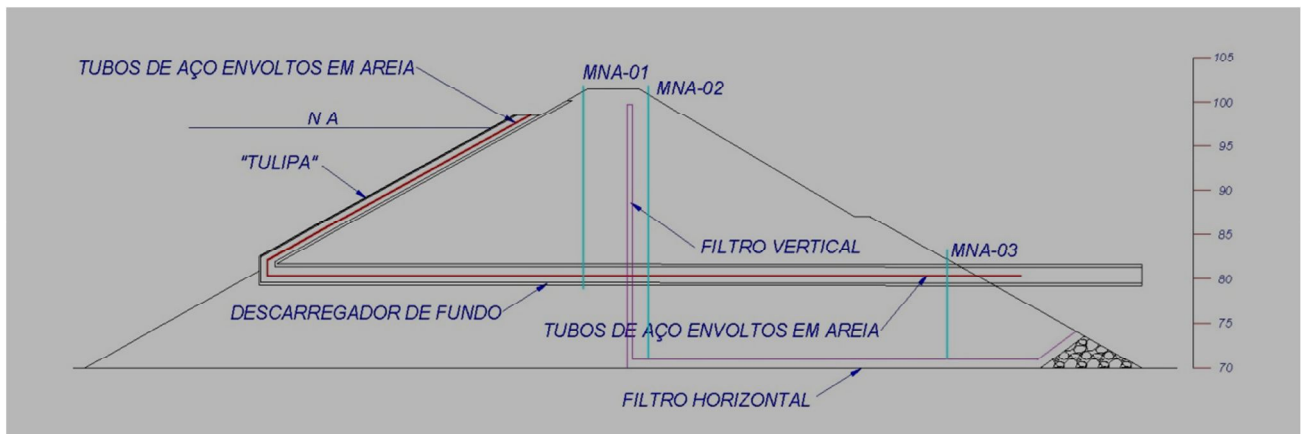 TUBOS DE AÇO ENVOLTOS EM AREIA
MNA-01
MNA-02
N A
"TULIPA"
FILTRO VERTICAL
MNA-03
DESCARREGADOR DE FUNDO
TUBOS DE AÇO ENVOLTOS EM AREIA
FILTRO HORIZONTAL
105
100
95
90
85
80
75
70